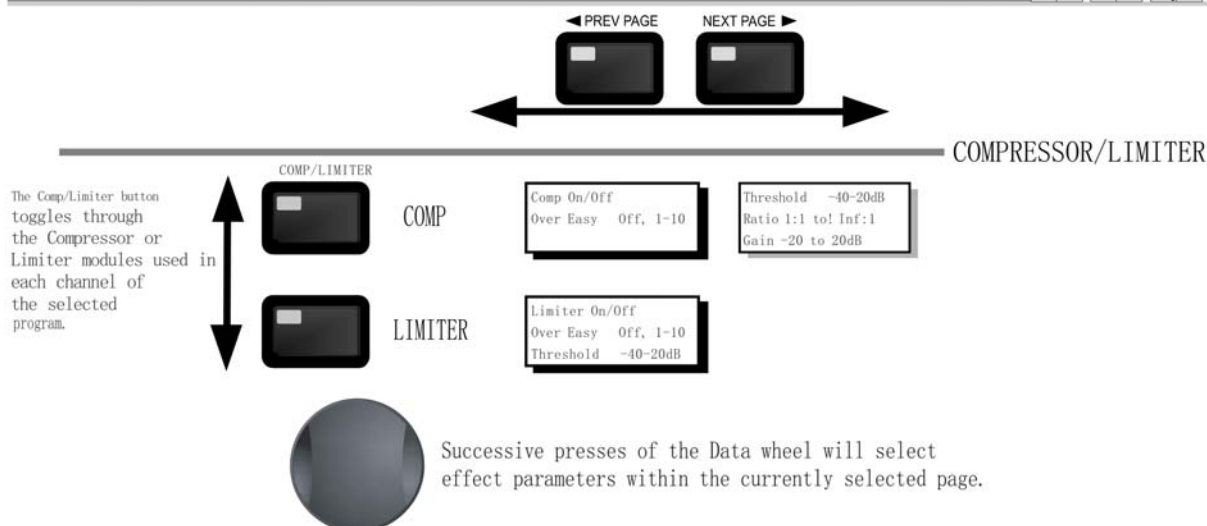 ◀ PREV PAGE NEXT PAGE ▶
COMPRESSOR/LIMITER
COMP/LIMITER
The Comp/Limiter button
toggles through
the Compressor or
Limiter modules used in
each channel of
the selected
program.
COMP
Comp On/Off
Over Easy Off, 1-10
Threshold -40-20dB
Ratio 1:1 to! Inf:1
Gain -20 to 20dB
LIMITER
Limiter On/Off
Over Easy Off, 1-10
Threshold -40-20dB
Successive presses of the Data wheel will select
effect parameters within the currently selected page.